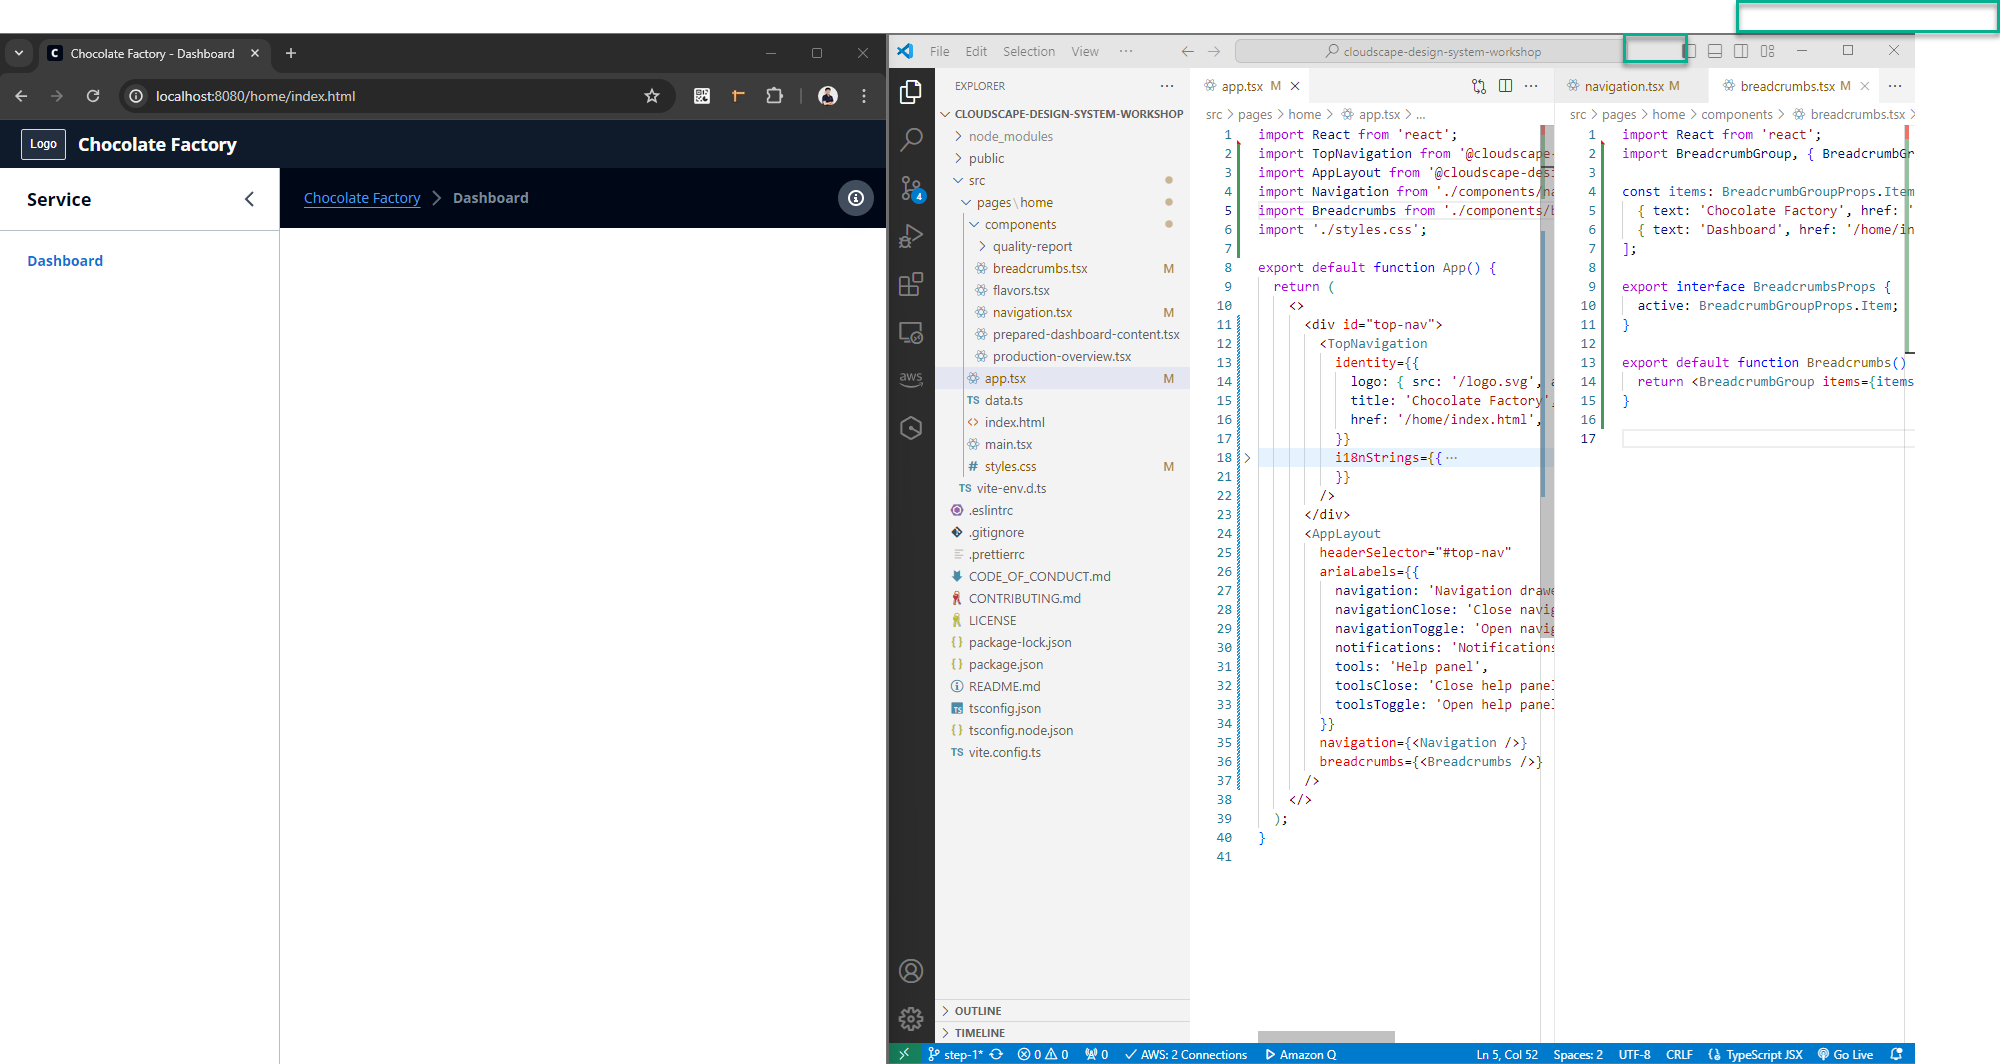 Chocolate Factory - Dashboard
localhost:8080/home/index.html
Logo Chocolate Factory
Service
Chocolate Factory Dashboard
Dashboard
File Edit Selection View
cloudscape-design-system-workshop
EXPLORER
CLOUDSCAPE-DESIGN-SYSTEM-WORKSHOP
node_modules
public
src
pages\home
components
quality-report
breadcrumbs.tsx M
flavors.tsx
navigation.tsx M
prepared-dashboard-content.tsx
production-overview.tsx
app.tsx M
TS data.ts
<> index.html
main.tsx
# styles.css M
TS vite-env.d.ts
.eslintrc
.gitignore
.prettierrc
CODE_OF_CONDUCT.md
CONTRIBUTING.md
LICENSE
{} package-lock.json
{} package.json
README.md
tsconfig.json
{} tsconfig.node.json
TS vite.config.ts
OUTLINE
TIMELINE
aws
4
app.tsx M
src > pages > home > app.tsx > ...
1 import React from 'react';
2 import TopNavigation from '@cloudscape-
3 import AppLayout from '@cloudscape-des
4 import Navigation from './components/na
5 import Breadcrumbs from './components/b
6 import './styles.css';
7
8 export default function App() {
9 return (
10 <>
11 <div id="top-nav">
12 <TopNavigation
13 identity={{
14 logo: { src: '/logo.svg', a
15 title: 'Chocolate Factory',
16 href: '/home/index.html',
17 }}
18 i18nStrings={{ ...
21 }}
22 />
23 </div>
24 <AppLayout
25 headerSelector="#top-nav"
26 ariaLabels={{
27 navigation: 'Navigation drawe
28 navigationClose: 'Close navig
29 navigationToggle: 'Open navig
30 notifications: 'Notifications
31 tools: 'Help panel',
32 toolsClose: 'Close help panel
33 toolsToggle: 'Open help panel
34 }}
35 navigation={<Navigation />}
36 breadcrumbs={<Breadcrumbs />}
37 />
38 </>
39 );
40 }
41
navigation.tsx M breadcrumbs.tsx M
src > pages > home > components > breadcrumbs.tsx >
1 import React from 'react';
2 import BreadcrumbGroup, { BreadcrumbGr
3
4 const items: BreadcrumbGroupProps.Item
5 { text: 'Chocolate Factory', href: '
6 { text: 'Dashboard', href: '/home/in
7 ];
8
9 export interface BreadcrumbsProps {
10 active: BreadcrumbGroupProps.Item;
11 }
12
13 export default function Breadcrumbs()
14 return <BreadcrumbGroup items={items
15 }
16
17
step-1* 0 0 0 AWS: 2 Connections Amazon Q Ln 5, Col 52 Spaces: 2 UTF-8 CRLF TypeScript JSX Go Live